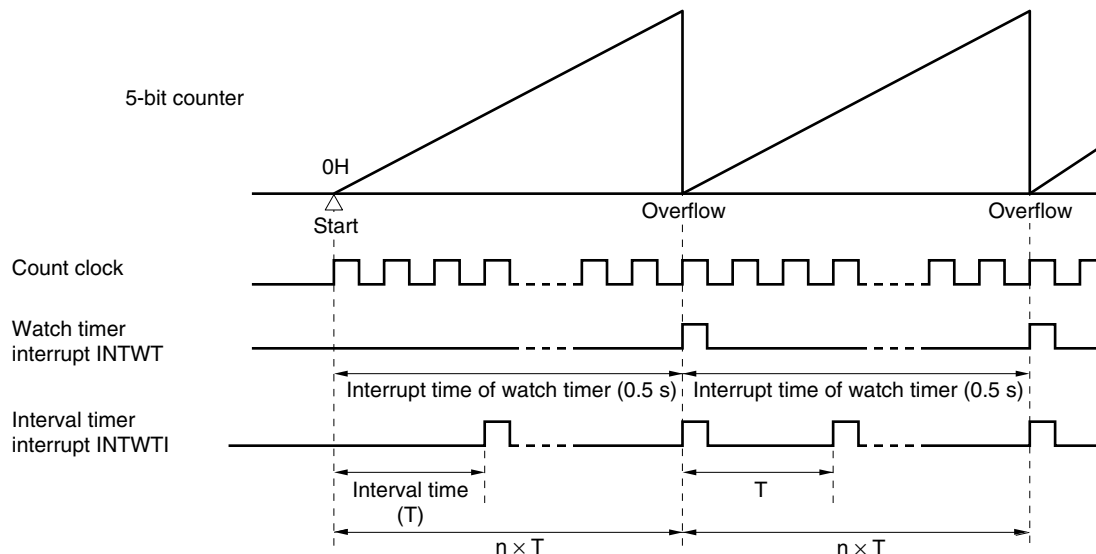 5-bit counter
0H
Start
Overflow
Overflow
Count clock
Watch timer
interrupt INTWT
Interrupt time of watch timer (0.5 s)
Interrupt time of watch timer (0.5 s)
Interval timer
interrupt INTWTI
Interval time
(T)
T
n × T
n × T